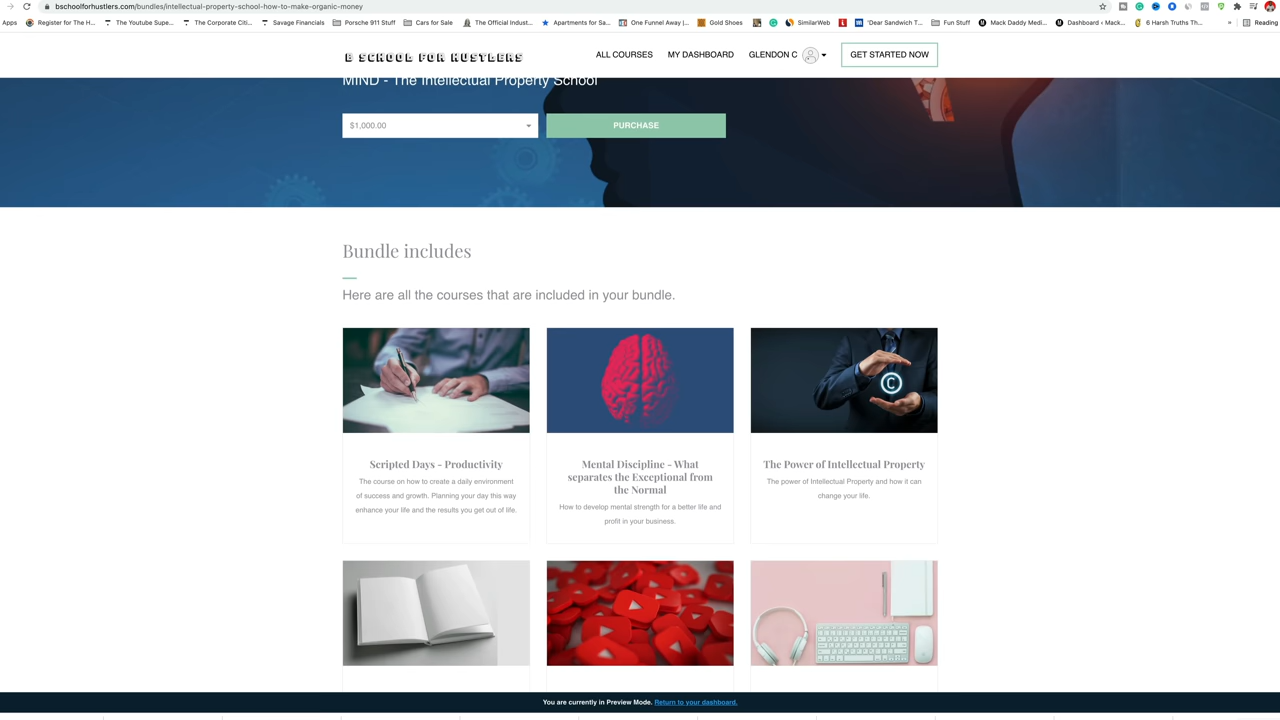 bschoolforhustlers.com/bundles/intellectual-property-school-how-to-make-organic-money
Apps
Register for The H...
The Youtube Supe...
The Corporate Citi...
Savage Financials
Porsche 911 Stuff
Cars for Sale
The Official Indust...
Apartments for Sa...
One Funnel Away |...
Gold Shoes
SimilarWeb
'Dear Sandwich T...
Fun Stuff
Mack Daddy Medi...
Dashboard ‹ Mack...
6 Harsh Truths Th...
»
Reading
B SCHOOL FOR HUSTLERS
ALL COURSES
MY DASHBOARD
GLENDON C
GET STARTED NOW
MIND - The Intellectual Property School
$1,000.00
PURCHASE
Bundle includes
Here are all the courses that are included in your bundle.
Scripted Days - Productivity
The course on how to create a daily environment
of success and growth. Planning your day this way
enhance your life and the results you get out of life.
Mental Discipline - What
separates the Exceptional from
the Normal
How to develop mental strength for a better life and
profit in your business.
C
The Power of Intellectual Property
The power of Intellectual Property and how it can
change your life.
You are currently in Preview Mode. Return to your dashboard.